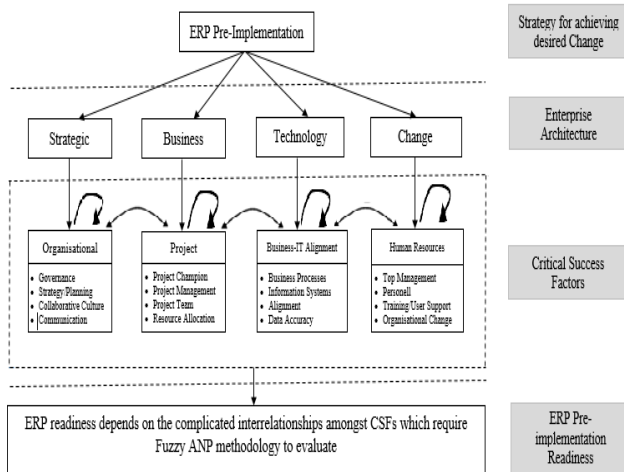 ERP Pre-Implementation
Strategy for achieving
desired Change
Strategic
Business
Technology
Change
Enterprise
Architecture
Organisational
Governance
Strategy/Planning
Collaborative Culture
Communication
Project
Project Champion
Project Management
Project Team
Resource Allocation
Business-IT Alignment
Business Processes
Information Systems
Alignment
Data Accuracy
Human Resources
Top Management
Personell
Training/User Support
Organisational Change
Critical Success
Factors
ERP readiness depends on the complicated interrelationships amongst CSFs which require
Fuzzy ANP methodology to evaluate
ERP Pre-
implementation
Readiness